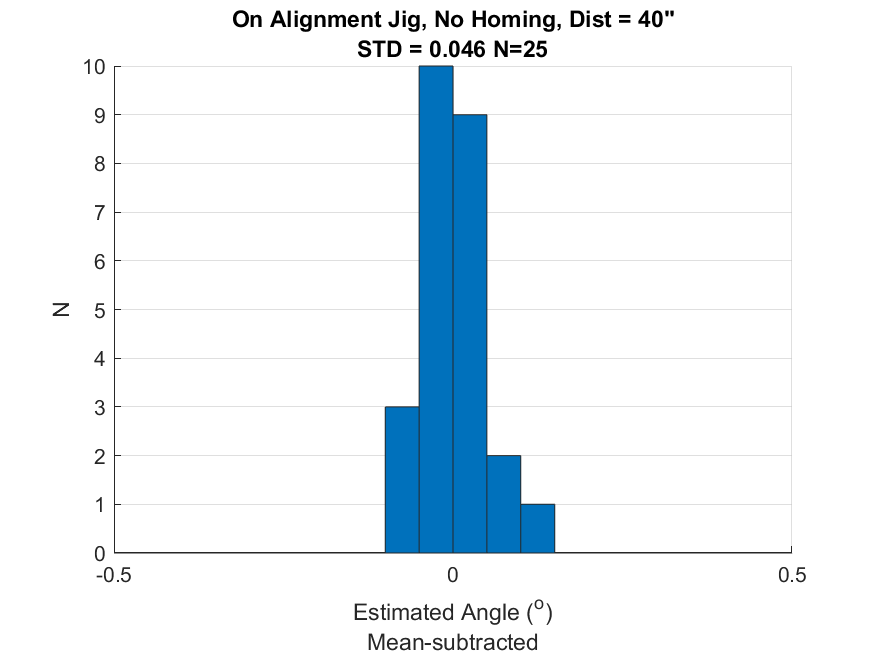 On Alignment Jig, No Homing, Dist = 40"
STD = 0.046 N=25
10
9
8
7
6
5
4
3
2
1
0
N
-0.5
0
0.5
Estimated Angle (o)
Mean-subtracted